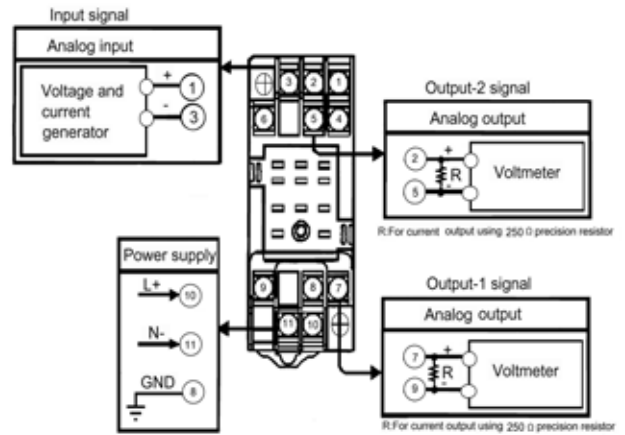 Input signal
Analog input
Voltage and
current
generator
+
1
-
3
3 2 1
6 5 4
9 8 7
11 10
Output-2 signal
Analog output
2
+
R
5
-
Voltmeter
R:For current output using 250 Ω precision resistor
Power supply
L+
10
N-
11
GND
8
Output-1 signal
Analog output
7
+
R
9
-
Voltmeter
R:For current output using 250 Ω precision resistor